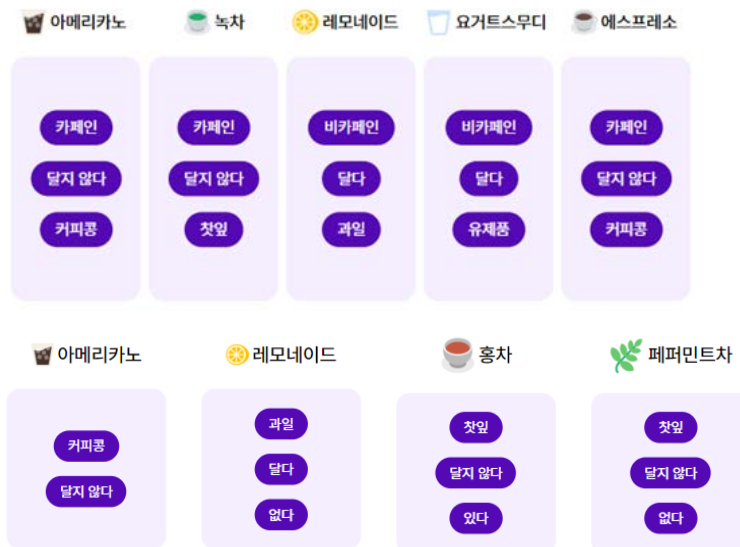 아메리카노 녹차 레모네이드 요거트스무디 에스프레소
카페인 카페인 비카페인 비카페인 카페인
달지 않다 달지 않다 달다 달다 달지 않다
커피콩 찻잎 과일 유제품 커피콩
아메리카노 레모네이드 홍차 페퍼민트차
커피콩 과일 찻잎 찻잎
달지 않다 달다 달지 않다 달지 않다
없다 있다 없다